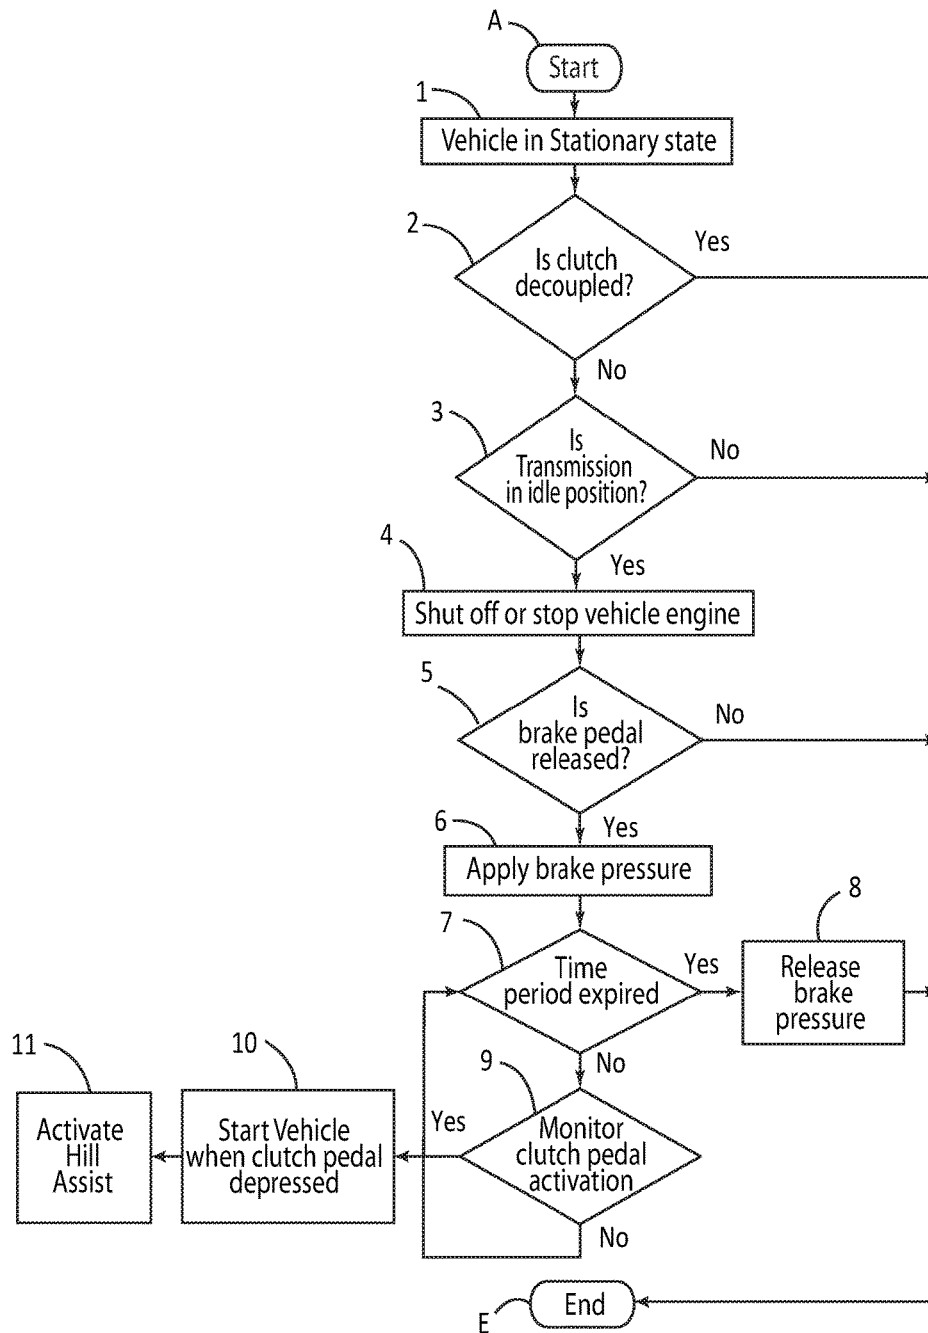 A
Start
1
Vehicle in Stationary state
2
Is clutch
decoupled?
Yes
No
3
Is
Transmission
in idle position?
No
Yes
4
Shut off or stop vehicle engine
5
Is
brake pedal
released?
No
Yes
6
Apply brake pressure
7
Time
period expired
Yes
8
Release
brake
pressure
No
9
Monitor
clutch pedal
activation
Yes
No
10
Start Vehicle
when clutch pedal
depressed
11
Activate
Hill
Assist
E
End